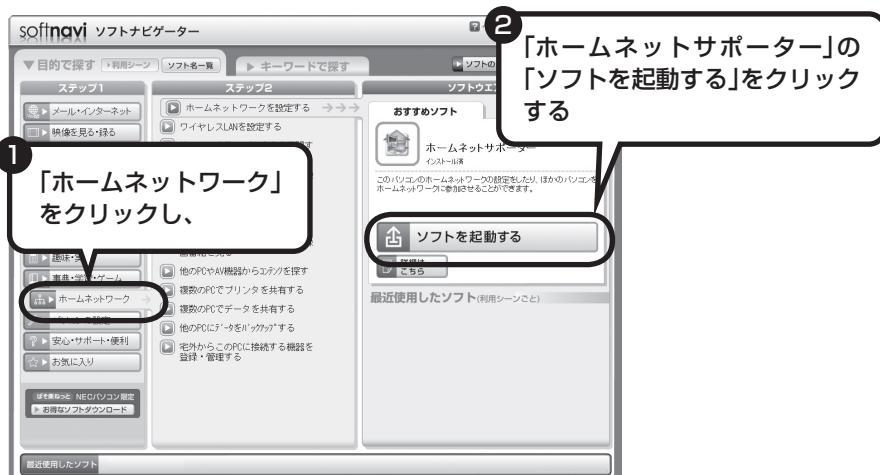 softnavi ソフトナビゲーター
▼目的で探す
利用シーン
ソフト名一覧
キーワードで探す
ソフトの
ステップ1
ステップ2
ソフトウエ
メール・インターネット
映像を見る・録る
事典・学習・ゲーム
ホームネットワーク
安心・サポート・便利
お気に入り
ぱそ楽ねっと NECパソコン限定
お得なソフトダウンロード
ホームネットワークを設定する
ワイヤレスLANを設定する
他のPCやAV機器からコンテンツを探す
複数のPCでプリンタを共有する
複数のPCでデータを共有する
他のPCにデータをバックアップする
宅外からこのPCに接続する機器を
登録・管理する
おすすめソフト
ホームネットサポーター
インストール済
このパソコンのホームネットワークの設定をしたり、ほかのパソコンを
ホームネットワークに参加させることができます。
ソフトを起動する
詳細は
こちら
最近使用したソフト(利用シーンごと)
最近使用したソフト
1
「ホームネットワーク」
をクリックし、
2
「ホームネットサポーター」の
「ソフトを起動する」をクリック
する